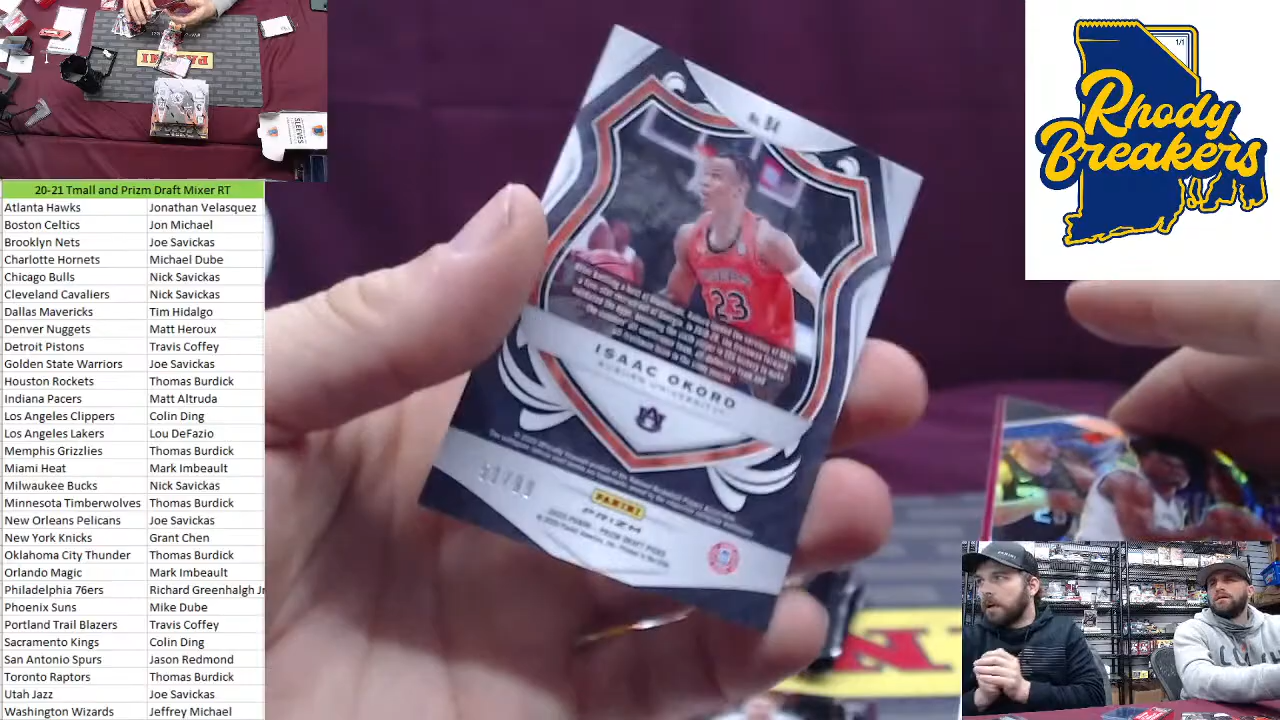 20-21 Tmall and Prizm Draft Mixer RT
Atlanta Hawks Jonathan Velasquez
Boston Celtics Jon Michael
Brooklyn Nets Joe Savickas
Charlotte Hornets Michael Dube
Chicago Bulls Nick Savickas
Cleveland Cavaliers Nick Savickas
Dallas Mavericks Tim Hidalgo
Denver Nuggets Matt Heroux
Detroit Pistons Travis Coffey
Golden State Warriors Joe Savickas
Houston Rockets Thomas Burdick
Indiana Pacers Matt Altruda
Los Angeles Clippers Colin Ding
Los Angeles Lakers Lou DeFazio
Memphis Grizzlies Thomas Burdick
Miami Heat Mark Imbeault
Milwaukee Bucks Nick Savickas
Minnesota Timberwolves Thomas Burdick
New Orleans Pelicans Joe Savickas
New York Knicks Grant Chen
Oklahoma City Thunder Thomas Burdick
Orlando Magic Mark Imbeault
Philadelphia 76ers Richard Greenhalgh Jr
Phoenix Suns Mike Dube
Portland Trail Blazers Travis Coffey
Sacramento Kings Colin Ding
San Antonio Spurs Jason Redmond
Toronto Raptors Thomas Burdick
Utah Jazz Joe Savickas
Washington Wizards Jeffrey Michael
PANINI
SLEEVES
23
ISAAC OKORO
AUBURN UNIVERSITY
PANINI
PRIZM
1/1
Rhody
Breakers